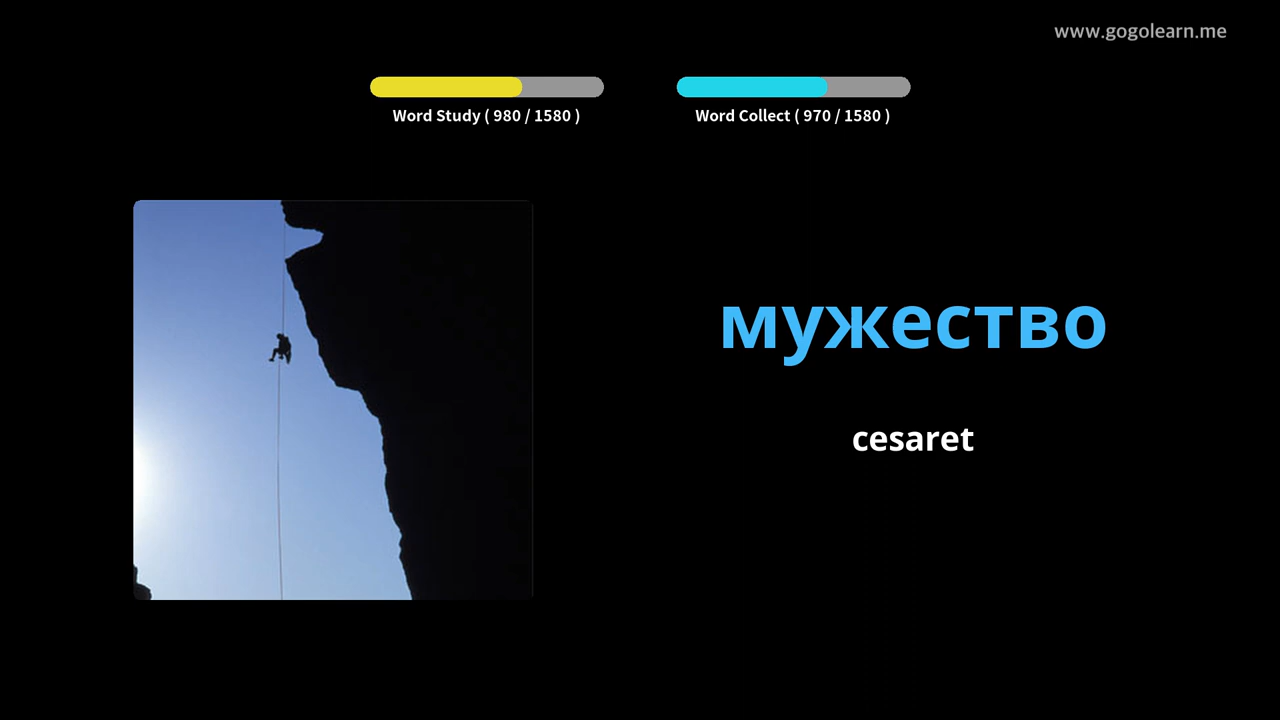 www.gogolearn.me
Word Study ( 980 / 1580 )
Word Collect ( 970 / 1580 )
мужество
cesaret